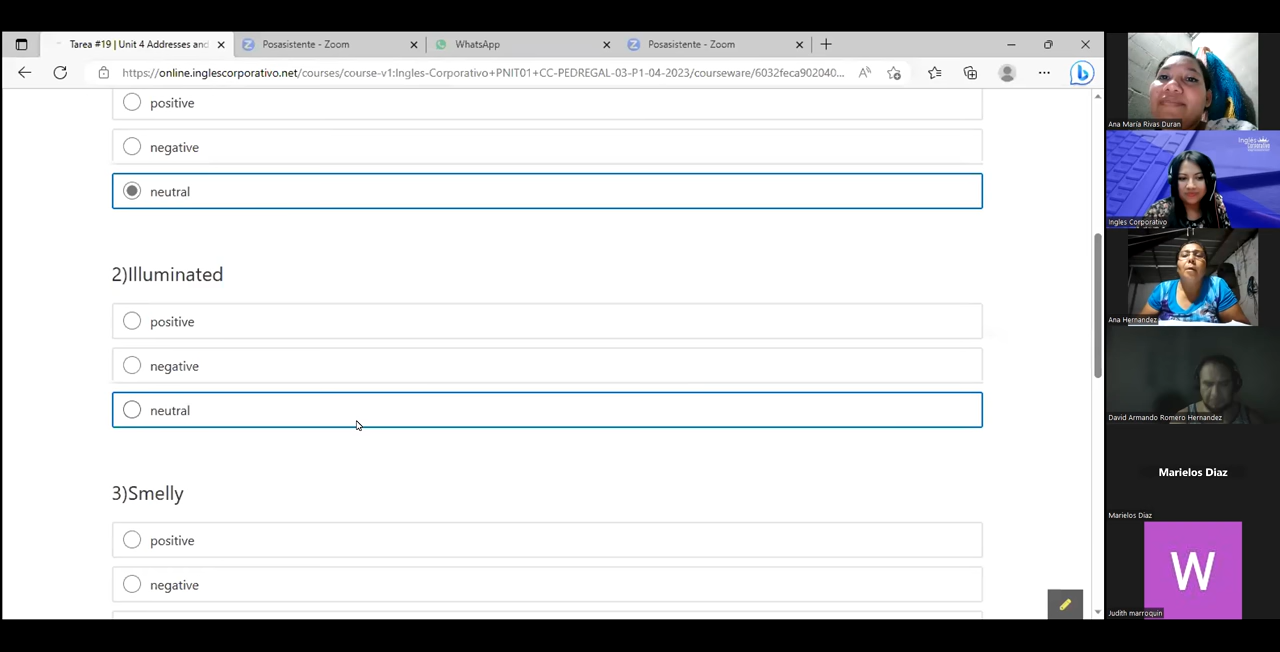 Tarea #19 | Unit 4 Addresses and
Posasistente - Zoom
WhatsApp
Posasistente - Zoom
https://online.inglescorporativo.net/courses/course-v1:Ingles-Corporativo+PNIT01+CC-PEDREGAL-03-P1-04-2023/courseware/6032feca902040...
positive
negative
neutral
2)Illuminated
positive
negative
neutral
3)Smelly
positive
negative
Ana María Rivas Duran
Ingles Corporativo
Ana Hernandez
David Armando Romero Hernandez
Marielos Diaz
Marielos Diaz
W
Judith marroquin